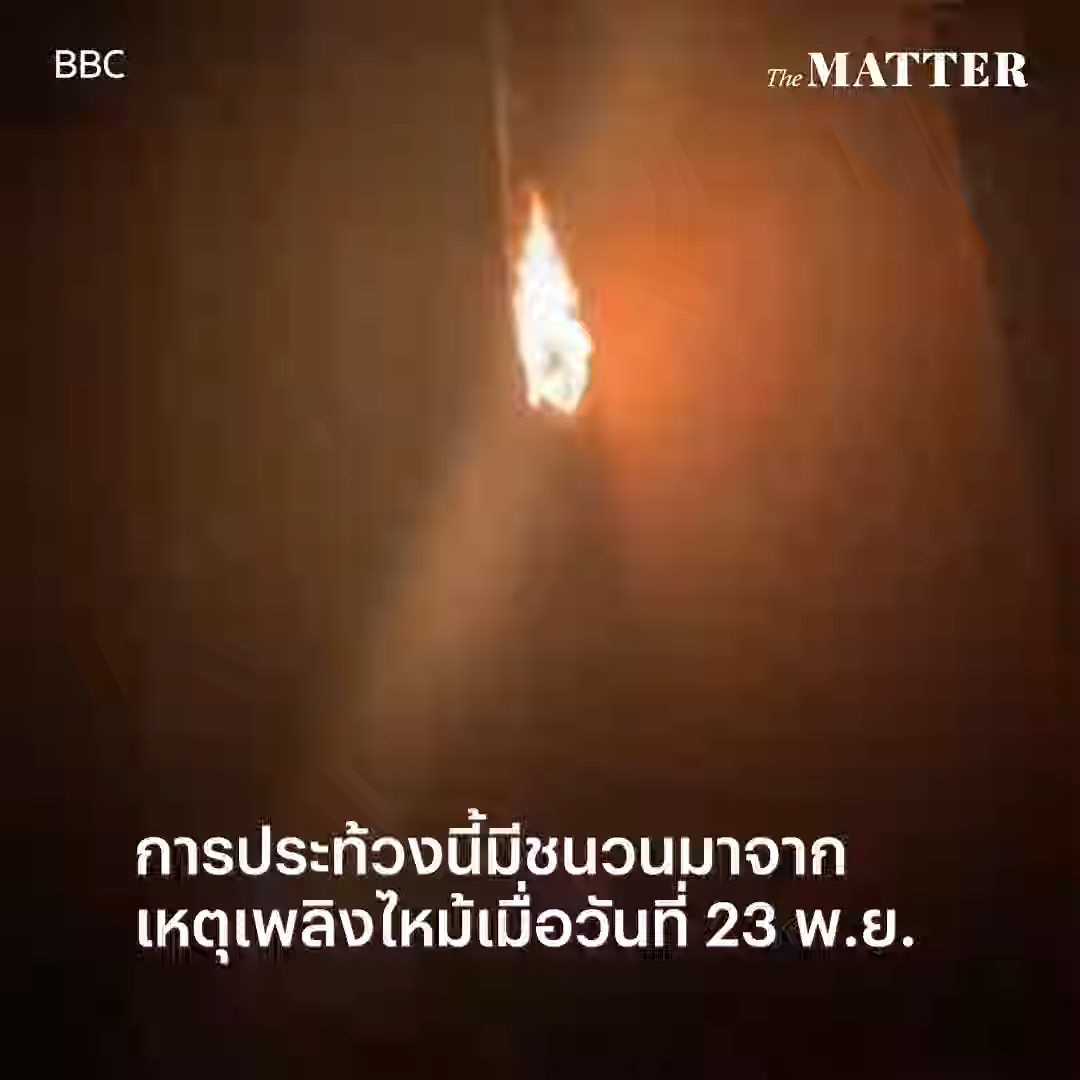 BBC
The MATTER
การประท้วงนี้มีชนวนมาจาก
เหตุเพลิงไหม้เมื่อวันที่ 23 พ.ย.